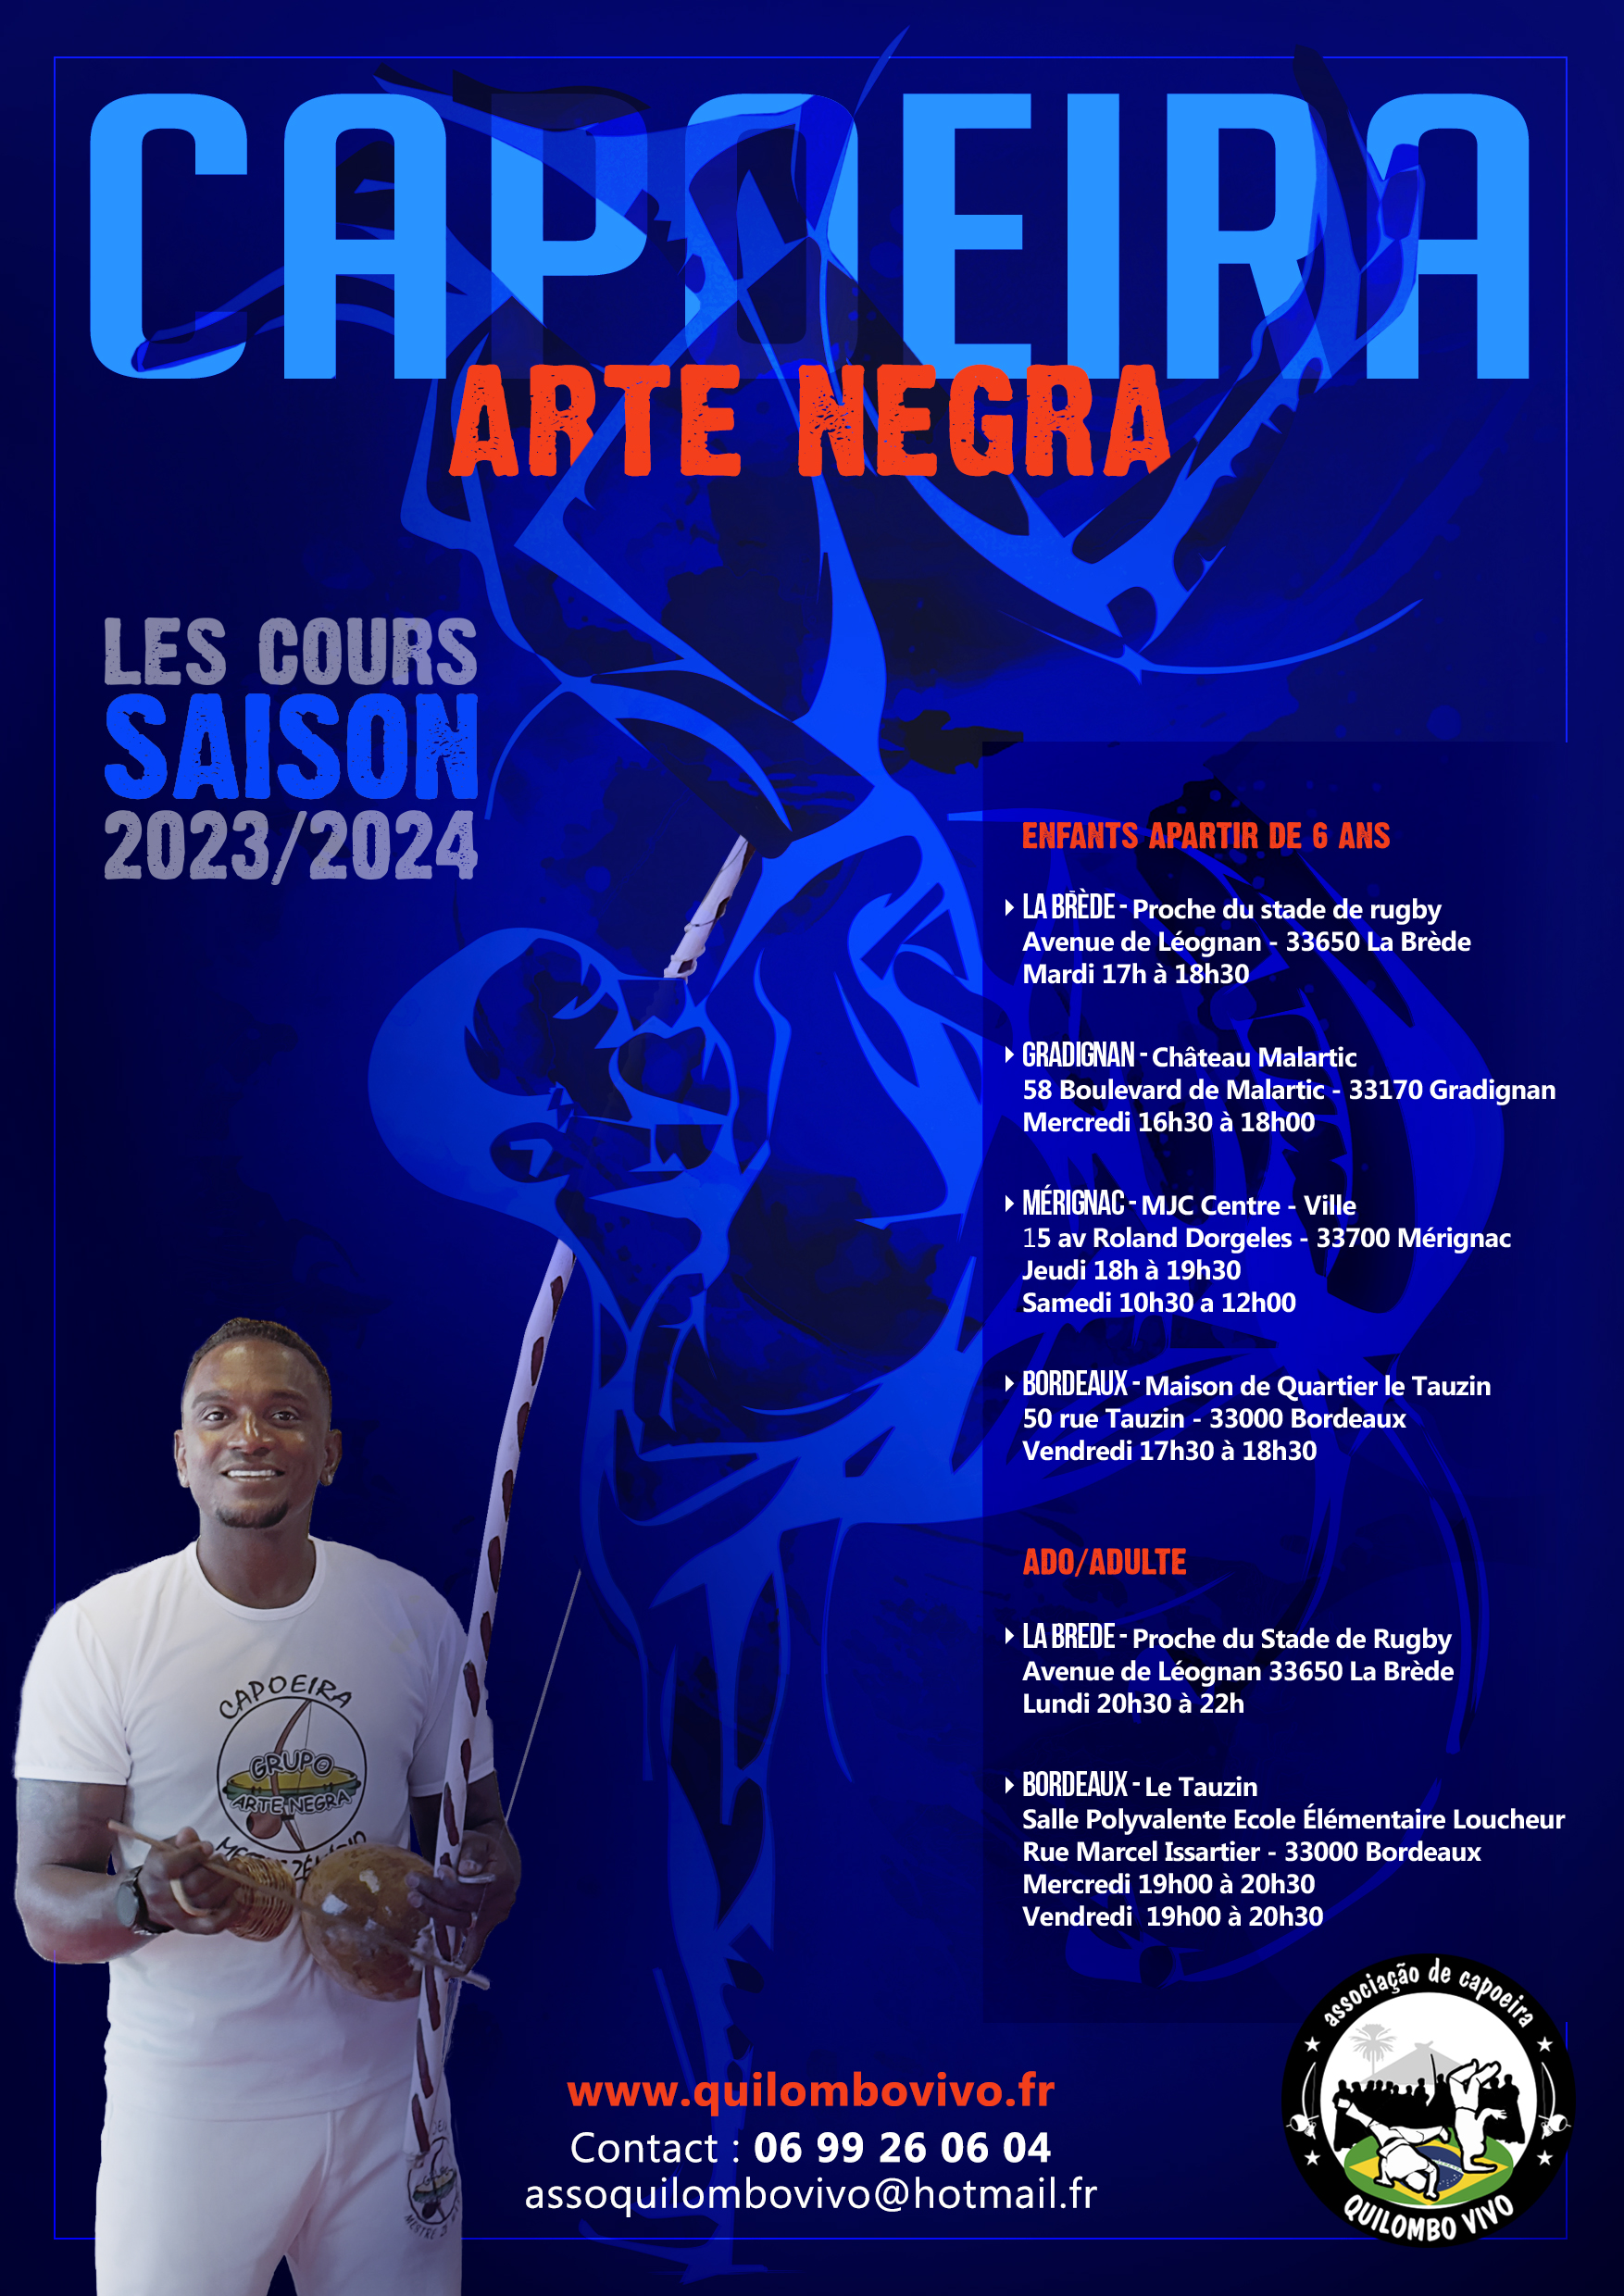 CAPOEIRA
ARTE NEGRA
LES COURS
SAISON
2023/2024
ENFANTS APARTIR DE 6 ANS
LA BRÈDE - Proche du stade de rugby
Avenue de Léognan - 33650 La Brède
Mardi 17h à 18h30
GRADIGNAN - Château Malartic
58 Boulevard de Malartic - 33170 Gradignan
Mercredi 16h30 à 18h00
MÉRIGNAC - MJC Centre - Ville
15 av Roland Dorgeles - 33700 Mérignac
Jeudi 18h à 19h30
Samedi 10h30 a 12h00
BORDEAUX - Maison de Quartier le Tauzin
50 rue Tauzin - 33000 Bordeaux
Vendredi 17h30 à 18h30
ADO/ADULTE
LA BREDE - Proche du Stade de Rugby
Avenue de Léognan 33650 La Brède
Lundi 20h30 à 22h
BORDEAUX - Le Tauzin
Salle Polyvalente Ecole Élémentaire Loucheur
Rue Marcel Issartier - 33000 Bordeaux
Mercredi 19h00 à 20h30
Vendredi 19h00 à 20h30
CAPOEIRA
GRUPO
ARTE NEGRA
www.quilombovivo.fr
Contact : 06 99 26 06 04
assoquilombovivo@hotmail.fr
associação de capoeira
QUILOMBO VIVO